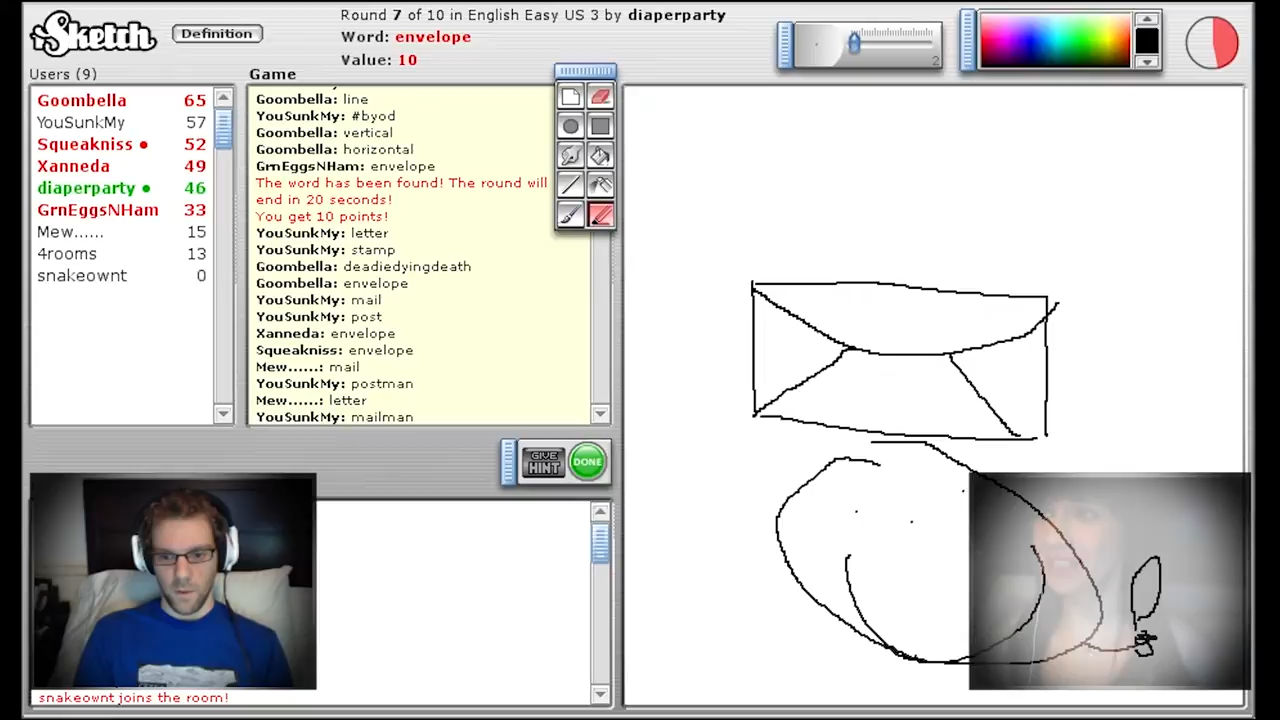 iSketch
Definition
Round 7 of 10 in English Easy US 3 by diaperparty
Word: envelope
Value: 10
2
Users (9)
Goombella 65
YouSunkMy 57
Squeakniss 52
Xanneda 49
diaperparty 46
GrnEggsNHam 33
Mew...... 15
4rooms 13
snakeownt 0
Game
Goombella: line
YouSunkMy: #byod
Goombella: vertical
Goombella: horizontal
GrnEggsNHam: envelope
The word has been found! The round will
end in 20 seconds!
You get 10 points!
YouSunkMy: letter
YouSunkMy: stamp
Goombella: deadiedyingdeath
Goombella: envelope
YouSunkMy: mail
YouSunkMy: post
Xanneda: envelope
Squeakniss: envelope
Mew......: mail
YouSunkMy: postman
Mew......: letter
YouSunkMy: mailman
GIVE
HINT
DONE
snakeownt joins the room!